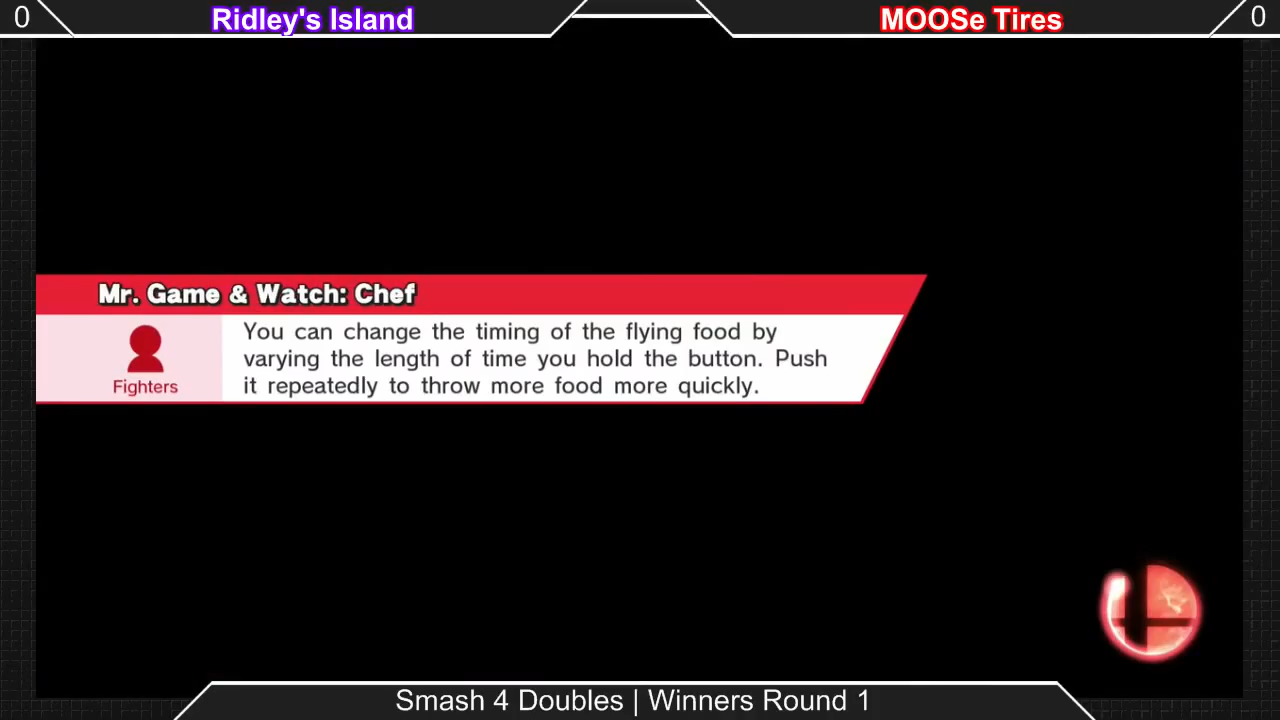 0
Ridley's Island
MOOSe Tires
0
Mr. Game & Watch: Chef
Fighters
You can change the timing of the flying food by
varying the length of time you hold the button. Push
it repeatedly to throw more food more quickly.
Smash 4 Doubles | Winners Round 1